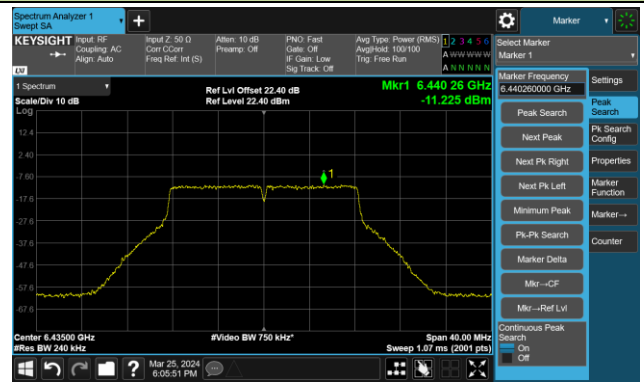 Spectrum Analyzer 1
Swept SA
Marker
KEYSIGHT
Input: RF
Coupling: AC
Align: Auto
Input Z: 50 Ω
Corr CCorr
Freq Ref: Int (S)
Atten: 10 dB
Preamp: Off
PNO: Fast
Gate: Off
IF Gain: Low
Sig Track: Off
Avg Type: Power (RMS)
Avg|Hold: 100/100
Trig: Free Run
1 2 3 4 5 6
A W W W W W
A N N N N N
LXI
Select Marker
Marker 1
1 Spectrum
Scale/Div 10 dB
Ref Lvl Offset 22.40 dB
Ref Level 22.40 dBm
Mkr1 6.440 26 GHz
-11.225 dBm
Log
12.4
2.40
-7.60
-17.6
-27.6
-37.6
-47.6
-57.6
-67.6
1
Center 6.43500 GHz
#Res BW 240 kHz
#Video BW 750 kHz*
Span 40.00 MHz
Sweep 1.07 ms (2001 pts)
Marker Frequency
6.440260000 GHz
Peak Search
Next Peak
Next Pk Right
Next Pk Left
Minimum Peak
Pk-Pk Search
Marker Delta
Mkr→CF
Mkr→Ref Lvl
Continuous Peak
Search
On
Off
Settings
Peak
Search
Pk Search
Config
Properties
Marker
Function
Marker→
Counter
Mar 25, 2024
6:05:51 PM